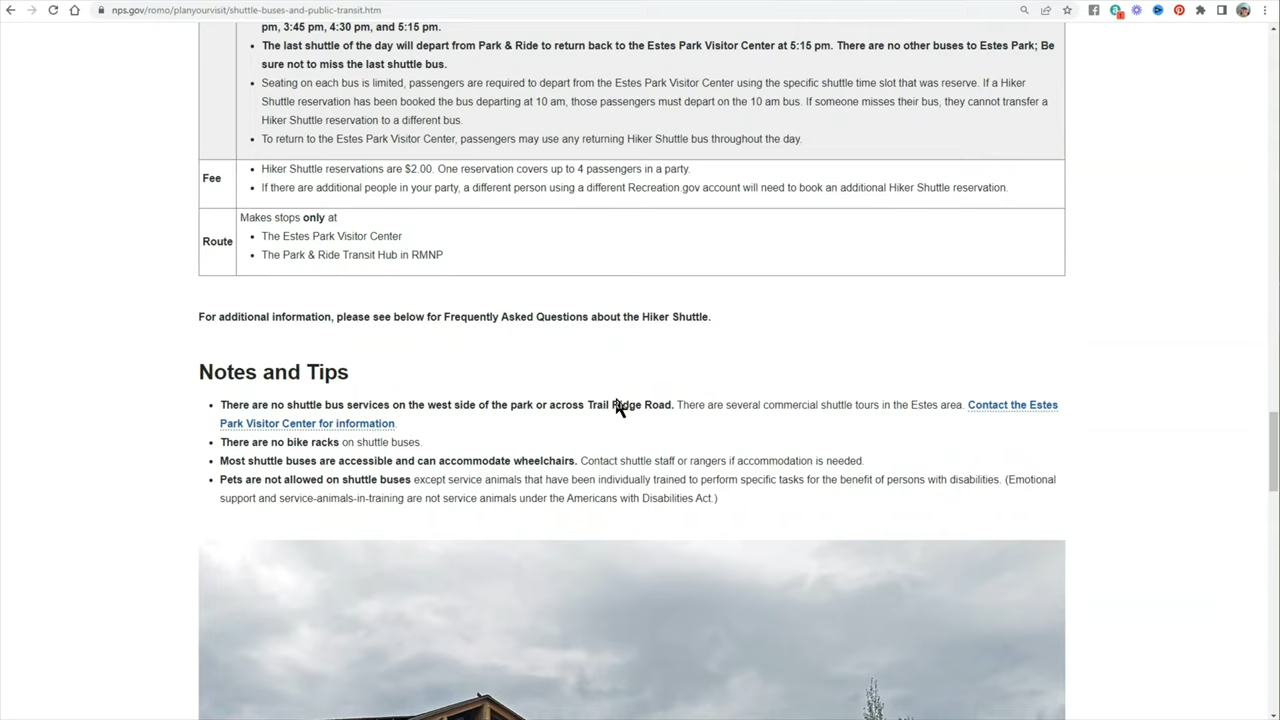 nps.gov/romo/planyourvisit/shuttle-buses-and-public-transit.htm
pm, 3:45 pm, 4:30 pm, and 5:15 pm.
The last shuttle of the day will depart from Park & Ride to return back to the Estes Park Visitor Center at 5:15 pm. There are no other buses to Estes Park; Be
sure not to miss the last shuttle bus.
Seating on each bus is limited, passengers are required to depart from the Estes Park Visitor Center using the specific shuttle time slot that was reserve. If a Hiker
Shuttle reservation has been booked the bus departing at 10 am, those passengers must depart on the 10 am bus. If someone misses their bus, they cannot transfer a
Hiker Shuttle reservation to a different bus.
To return to the Estes Park Visitor Center, passengers may use any returning Hiker Shuttle bus throughout the day.
Fee
Hiker Shuttle reservations are $2.00. One reservation covers up to 4 passengers in a party.
If there are additional people in your party, a different person using a different Recreation.gov account will need to book an additional Hiker Shuttle reservation.
Route
Makes stops only at
The Estes Park Visitor Center
The Park & Ride Transit Hub in RMNP
For additional information, please see below for Frequently Asked Questions about the Hiker Shuttle.
Notes and Tips
There are no shuttle bus services on the west side of the park or across Trail Ridge Road. There are several commercial shuttle tours in the Estes area. Contact the Estes
Park Visitor Center for information.
There are no bike racks on shuttle buses.
Most shuttle buses are accessible and can accommodate wheelchairs. Contact shuttle staff or rangers if accommodation is needed.
Pets are not allowed on shuttle buses except service animals that have been individually trained to perform specific tasks for the benefit of persons with disabilities. (Emotional
support and service-animals-in-training are not service animals under the Americans with Disabilities Act.)